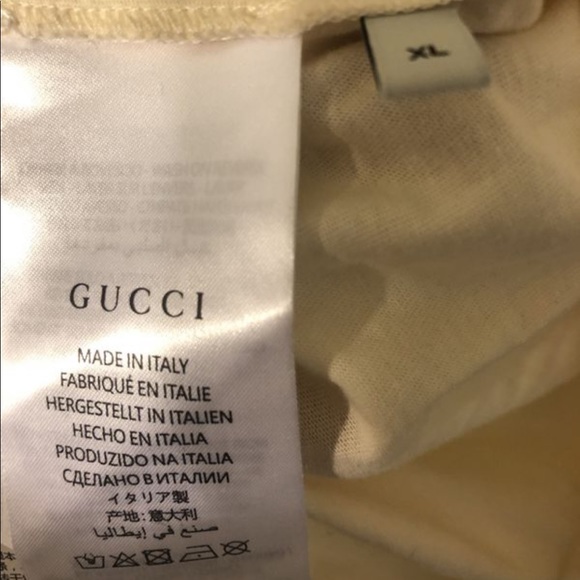 XL
GUCCI
MADE IN ITALY
FABRIQUÉ EN ITALIE
HERGESTELLT IN ITALIEN
HECHO EN ITALIA
PRODUZIDO NA ITALIA
СДЕЛАНО В ИТАЛИИ
イタリア製
产地: 意大利
صنع في إيطاليا